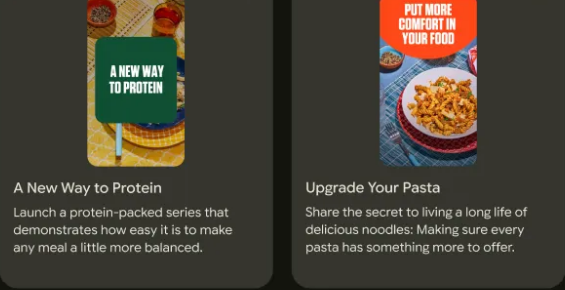 A NEW WAY
TO PROTEIN
A New Way to Protein
Launch a protein-packed series that
demonstrates how easy it is to make
any meal a little more balanced.
PUT MORE
COMFORT IN
YOUR FOOD
Upgrade Your Pasta
Share the secret to living a long life of
delicious noodles: Making sure every
pasta has something more to offer.